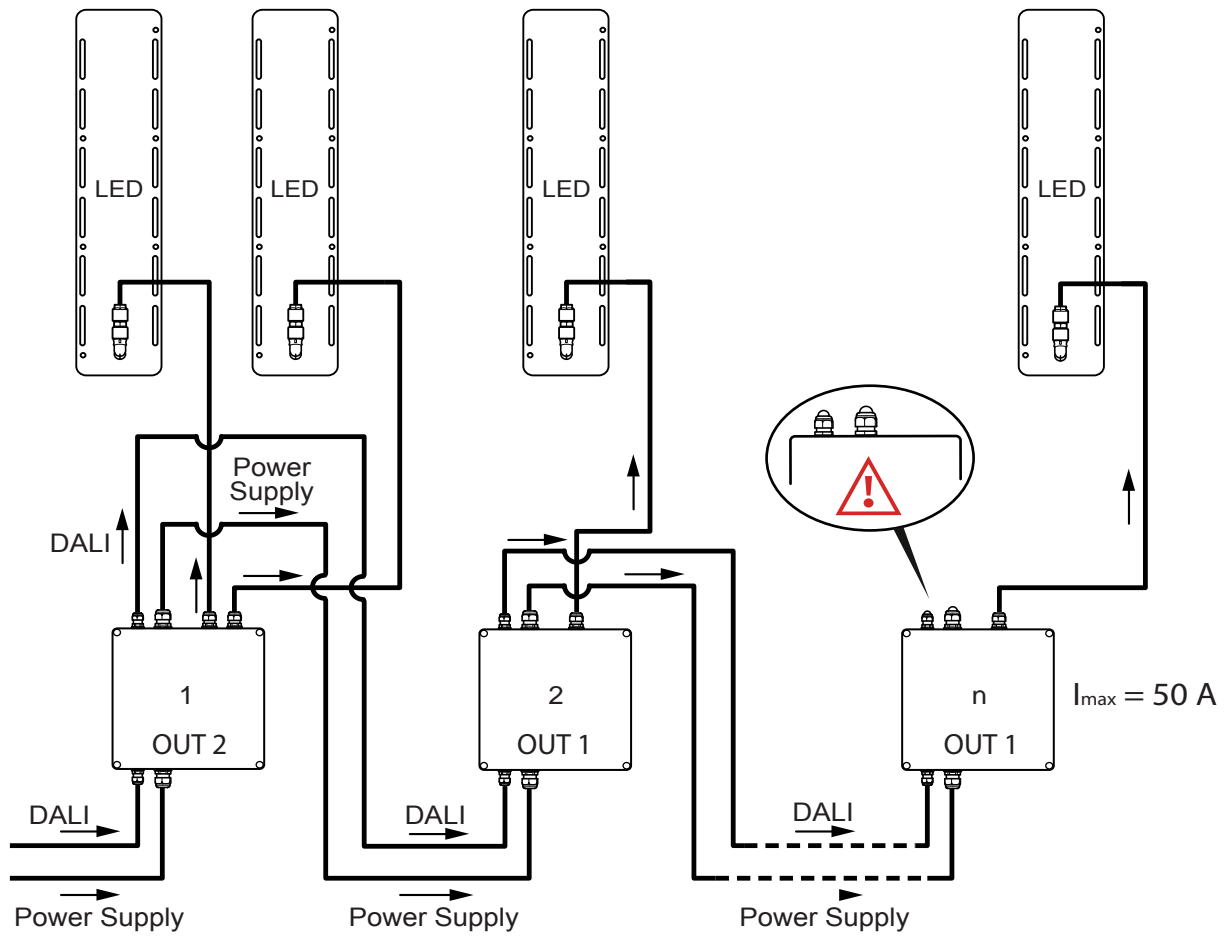 LED
LED
LED
LED
Power
Supply
DALI
1
OUT 2
2
OUT 1
n
OUT 1
Imax = 50 A
DALI
DALI
DALI
Power Supply
Power Supply
Power Supply